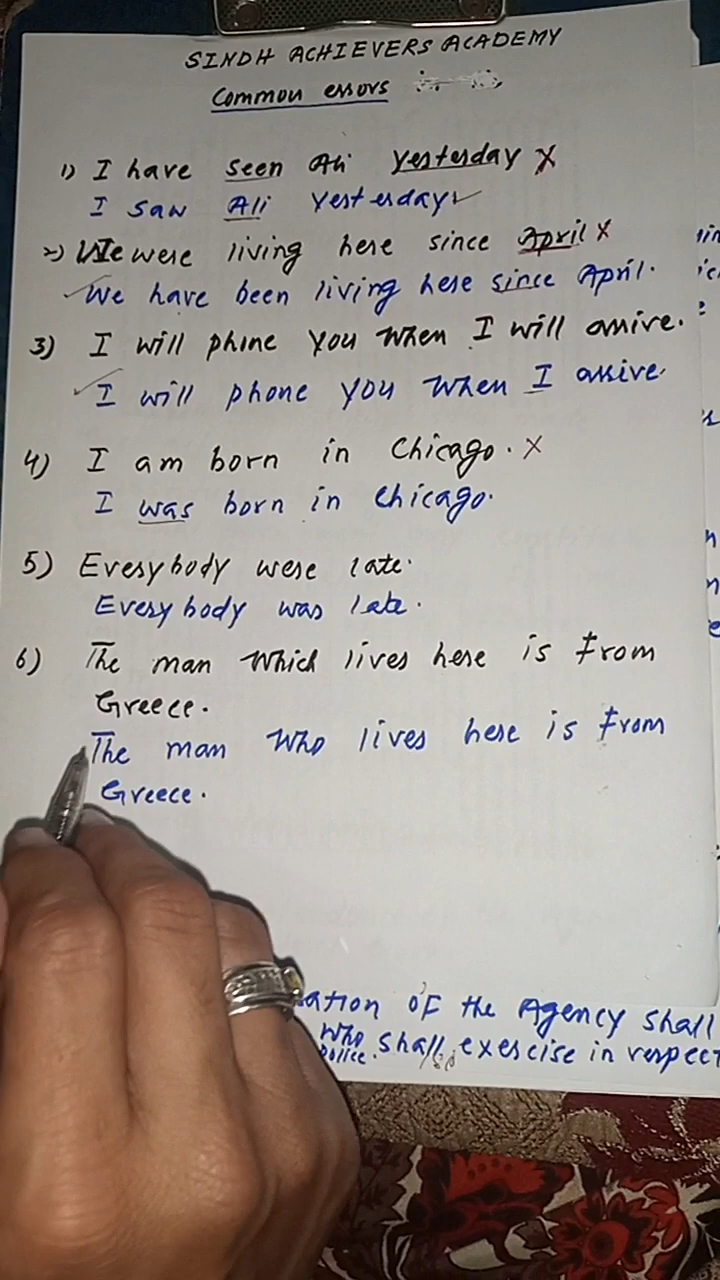 SINDH ACHIEVERS ACADEMY
Common errors
1) I have seen Ali yesterday X
I saw Ali yesterday ✓
2) We were living here since April X
✓ We have been living here since April.
3) I will phine you when I will arrive.
✓ I will phone you when I arrive.
4) I am born in Chicago. X
I was born in Chicago.
5) Everybody were late.
Everybody was late.
6) The man which lives here is from
Greece.
The man who lives here is from
Greece.
ation of the Agency shall
who shall exercise in respect
police.